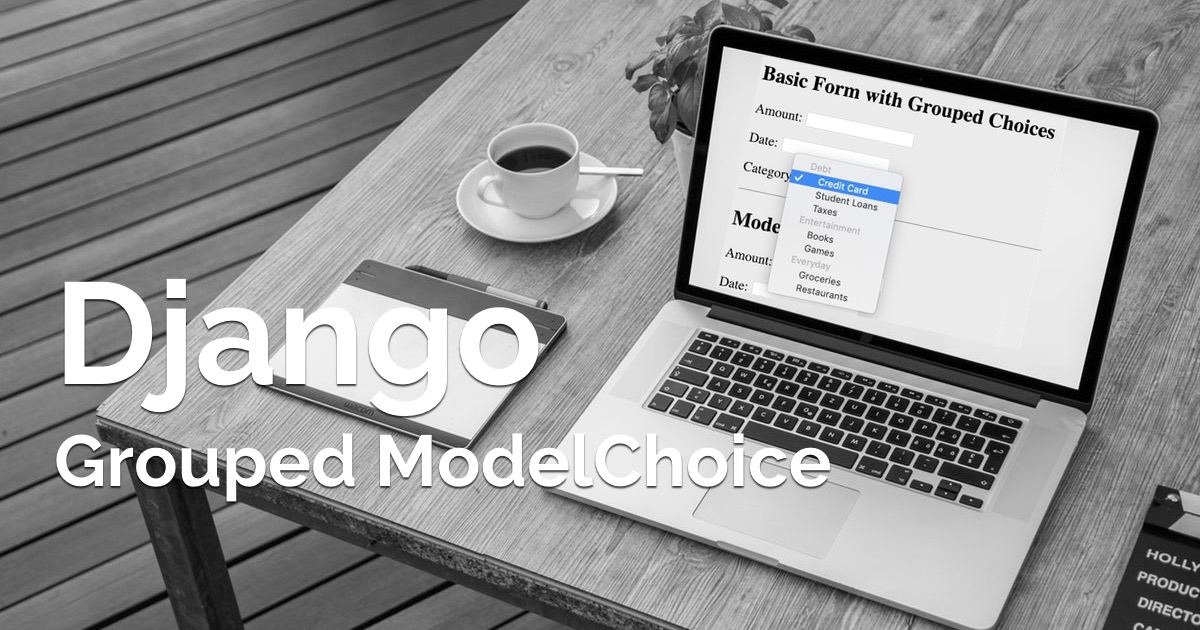 Basic Form with Grouped Choices
Amount:
Date:
Category
Debt
✓ Credit Card
Student Loans
Taxes
Entertainment
Books
Games
Everyday
Groceries
Restaurants
Mode
Amount:
Date:
Django
wacom
Grouped ModelChoice
HOLLY
PRODUC
DIRECTO